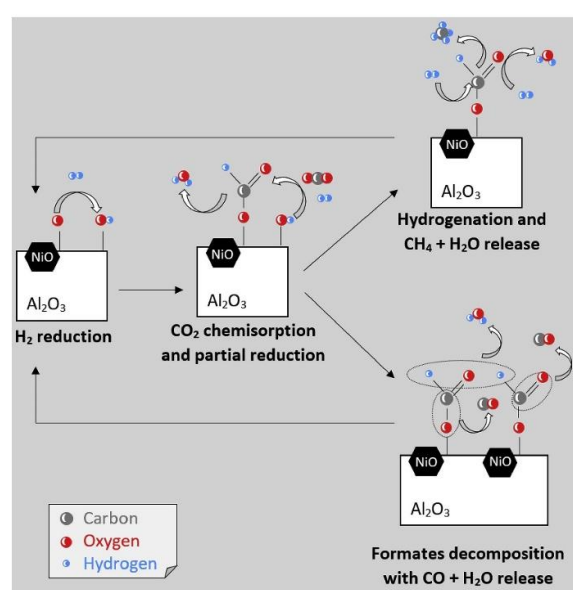 NiO
Al₂O₃
H₂ reduction
NiO
Al₂O₃
CO₂ chemisorption
and partial reduction
NiO
Al₂O₃
Hydrogenation and
CH₄ + H₂O release
NiO
NiO
Al₂O₃
Formates decomposition
with CO + H₂O release
Carbon
Oxygen
Hydrogen